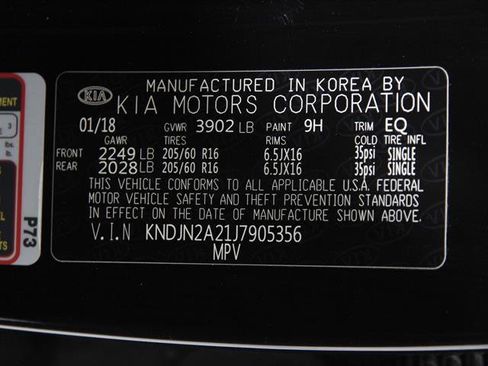 MANUFACTURED IN KOREA BY
KIA KIA MOTORS CORPORATION
01/18 GVWR 3902 LB PAINT 9H TRIM EQ
GAWR TIRES RIMS COLD TIRE INFL
FRONT 2249 LB 205/60 R16 6.5JX16 35psi SINGLE
REAR 2028 LB 205/60 R16 6.5JX16 35psi SINGLE
THIS VEHICLE CONFORMS TO ALL APPLICABLE U.S.A. FEDERAL
MOTOR VEHICLE SAFETY AND THEFT PREVENTION STANDARDS
IN EFFECT ON THE DATE OF MANUFACTURE SHOWN ABOVE.
V.I.N KNDJN2A21J7905356
MPV
3
lbs.
P73